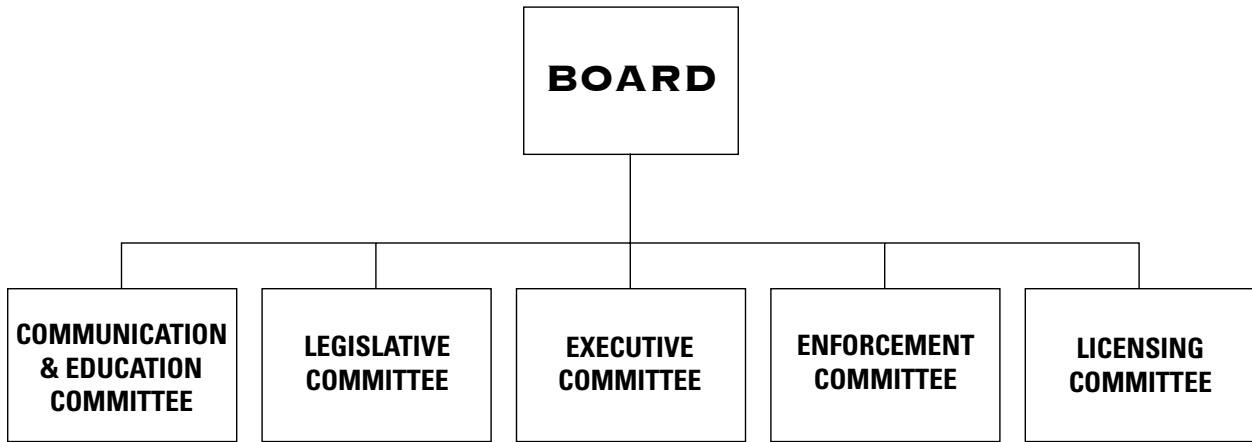 BOARD
COMMUNICATION
& EDUCATION
COMMITTEE
LEGISLATIVE
COMMITTEE
EXECUTIVE
COMMITTEE
ENFORCEMENT
COMMITTEE
LICENSING
COMMITTEE